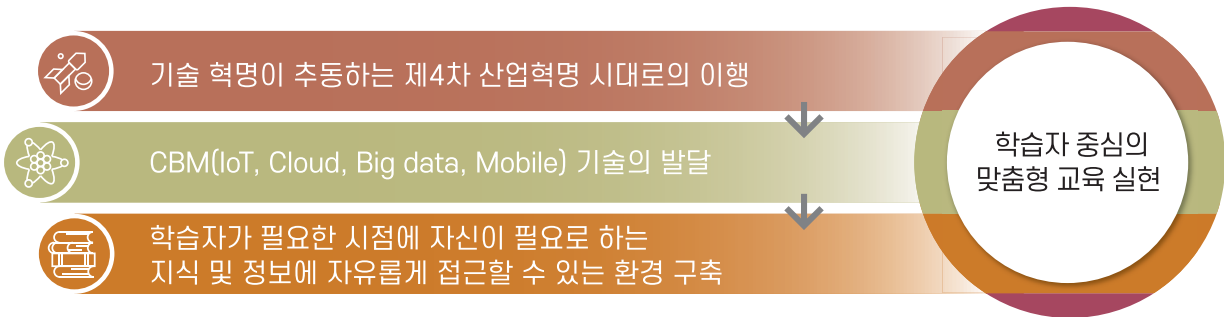 기술 혁명이 추동하는 제4차 산업혁명 시대로의 이행
CBM(IoT, Cloud, Big data, Mobile) 기술의 발달
학습자가 필요한 시점에 자신이 필요로 하는
지식 및 정보에 자유롭게 접근할 수 있는 환경 구축
학습자 중심의
맞춤형 교육 실현